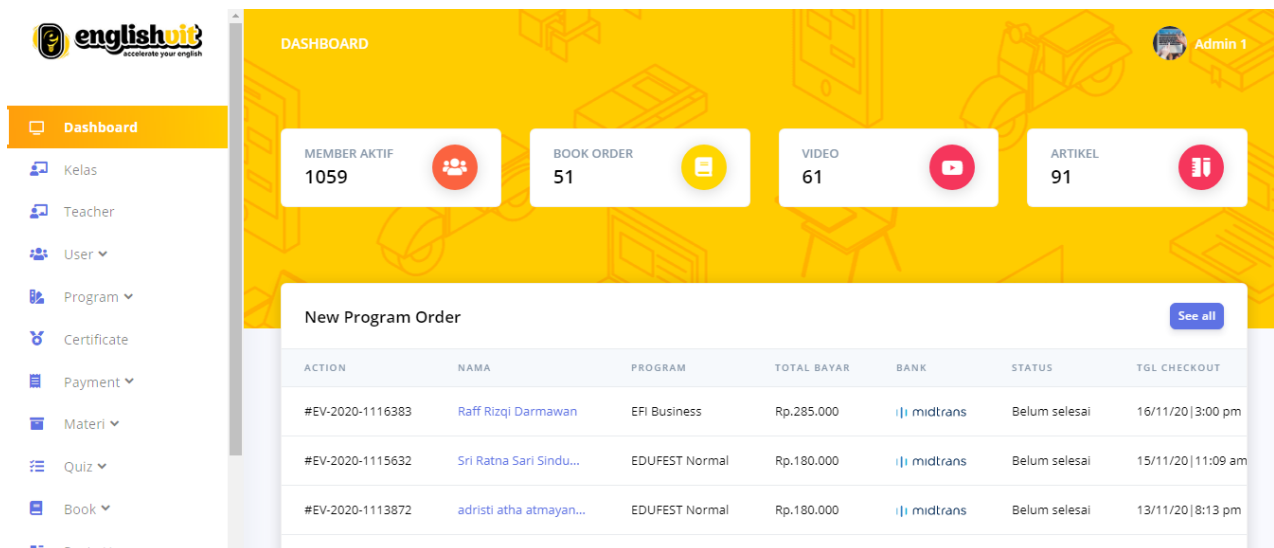 englishvit
accelerate your english
DASHBOARD
Admin 1
Dashboard
Kelas
Teacher
User
Program
Certificate
Payment
Materi
Quiz
Book
MEMBER AKTIF
1059
BOOK ORDER
51
VIDEO
61
ARTIKEL
91
New Program Order
See all
ACTION NAMA PROGRAM TOTAL BAYAR BANK STATUS TGL CHECKOUT
#EV-2020-1116383 Raff Rizqi Darmawan EFI Business Rp.285.000 midtrans Belum selesai 16/11/20|3:00 pm
#EV-2020-1115632 Sri Ratna Sari Sindu... EDUFEST Normal Rp.180.000 midtrans Belum selesai 15/11/20|11:09 am
#EV-2020-1113872 adristi atha atmayan... EDUFEST Normal Rp.180.000 midtrans Belum selesai 13/11/20|8:13 pm